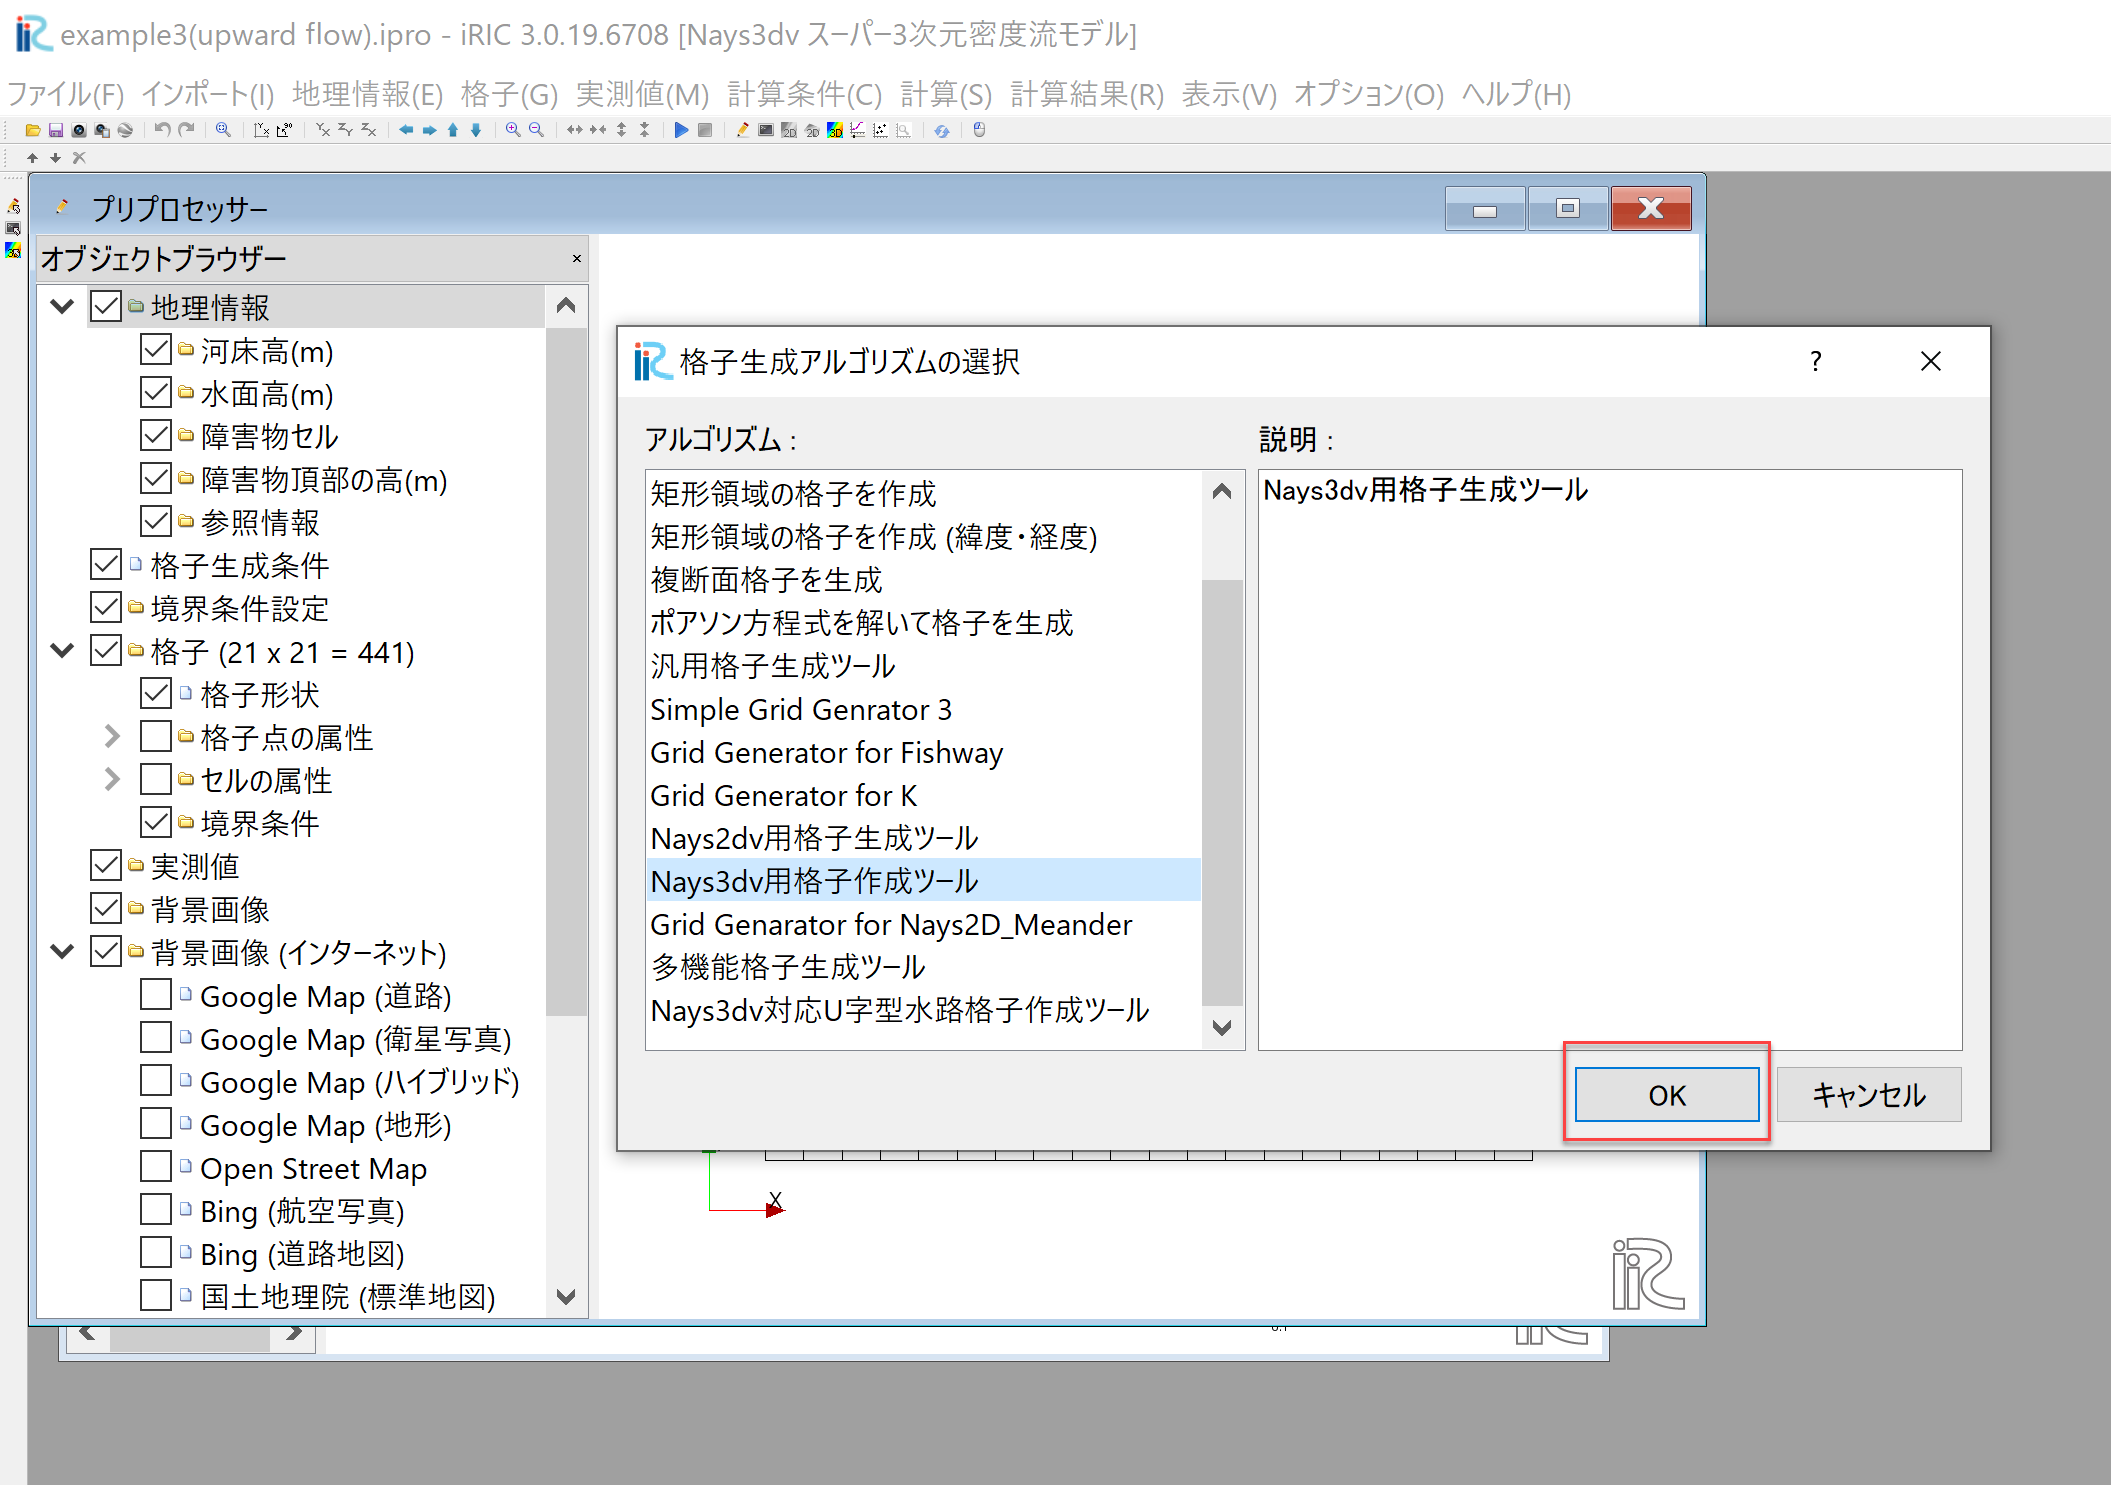 example3(upward flow).ipro - iRIC 3.0.19.6708 [Nays3dv スーパー3次元密度流モデル]
ファイル(F) インポート(I) 地理情報(E) 格子(G) 実測値(M) 計算条件(C) 計算(S) 計算結果(R) 表示(V) オプション(O) ヘルプ(H)
プリプロセッサー
オブジェクトブラウザー
地理情報
河床高(m)
水面高(m)
障害物セル
障害物頂部の高(m)
参照情報
格子生成条件
境界条件設定
格子 (21 x 21 = 441)
格子形状
格子点の属性
セルの属性
境界条件
実測値
背景画像
背景画像 (インターネット)
Google Map (道路)
Google Map (衛星写真)
Google Map (ハイブリッド)
Google Map (地形)
Open Street Map
Bing (航空写真)
Bing (道路地図)
国土地理院 (標準地図)
格子生成アルゴリズムの選択
アルゴリズム :
矩形領域の格子を作成
矩形領域の格子を作成 (緯度・経度)
複断面格子を生成
ポアソン方程式を解いて格子を生成
汎用格子生成ツール
Simple Grid Genrator 3
Grid Generator for Fishway
Grid Generator for K
Nays2dv用格子生成ツール
Nays3dv用格子作成ツール
Grid Genarator for Nays2D_Meander
多機能格子生成ツール
Nays3dv対応U字型水路格子作成ツール
説明 :
Nays3dv用格子生成ツール
OK
キャンセル
X